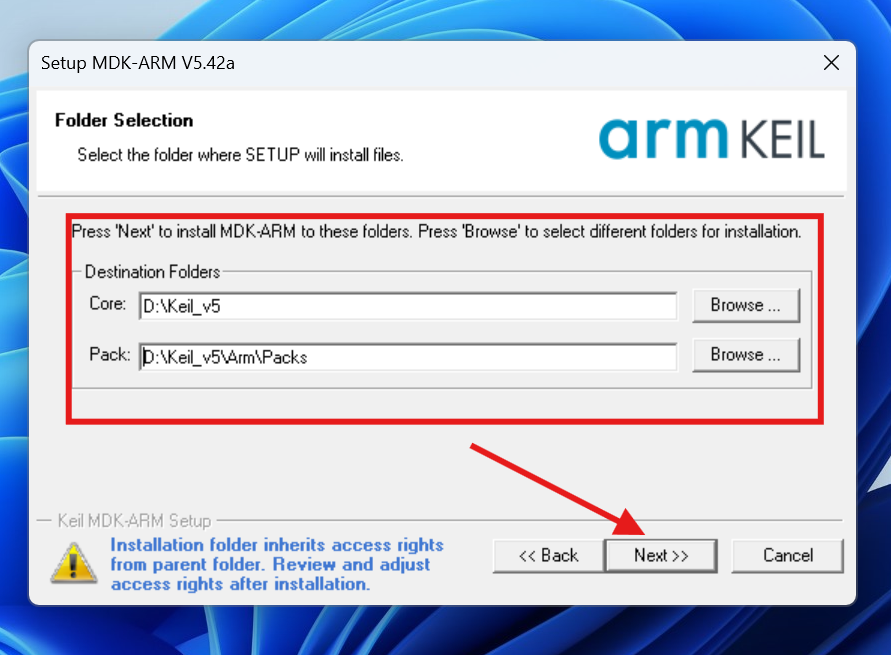 Setup MDK-ARM V5.42a
Folder Selection
Select the folder where SETUP will install files.
arm KEIL
Press 'Next' to install MDK-ARM to these folders. Press 'Browse' to select different folders for installation.
Destination Folders
Core: D:\Keil_v5 Browse ...
Pack: D:\Keil_v5\Arm\Packs Browse ...
Keil MDK-ARM Setup
Installation folder inherits access rights
from parent folder. Review and adjust
access rights after installation.
<< Back Next >> Cancel